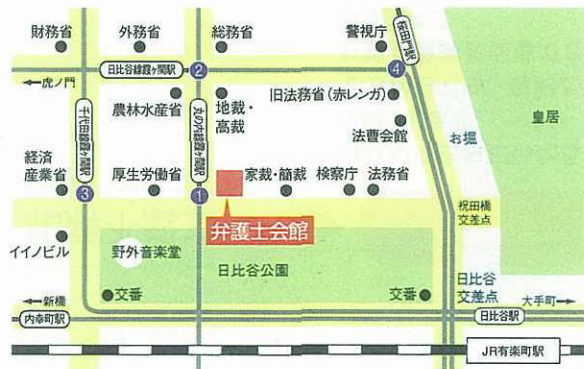 財務省
外務省
総務省
警視庁
桜田門駅
日比谷線霞ヶ関駅
2
4
←虎ノ門
農林水産省
地裁・
高裁
旧法務省(赤レンガ)
法曹会館
皇居
お堀
千代田線霞ヶ関駅
丸の内線霞ヶ関駅
経済
産業省
3
厚生労働省
1
家裁・簡裁
検察庁
法務省
祝田橋
交差点
弁護士会館
イイノビル
野外音楽堂
日比谷公園
日比谷
交差点
←新橋
交番
交番
大手町→
内幸町駅
日比谷駅
JR有楽町駅